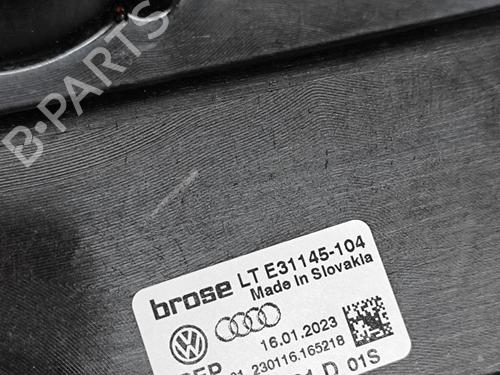 B-PARTS
brose LT E31145-104
Made in Slovakia
16.01.2023
230116.165218
D 01S